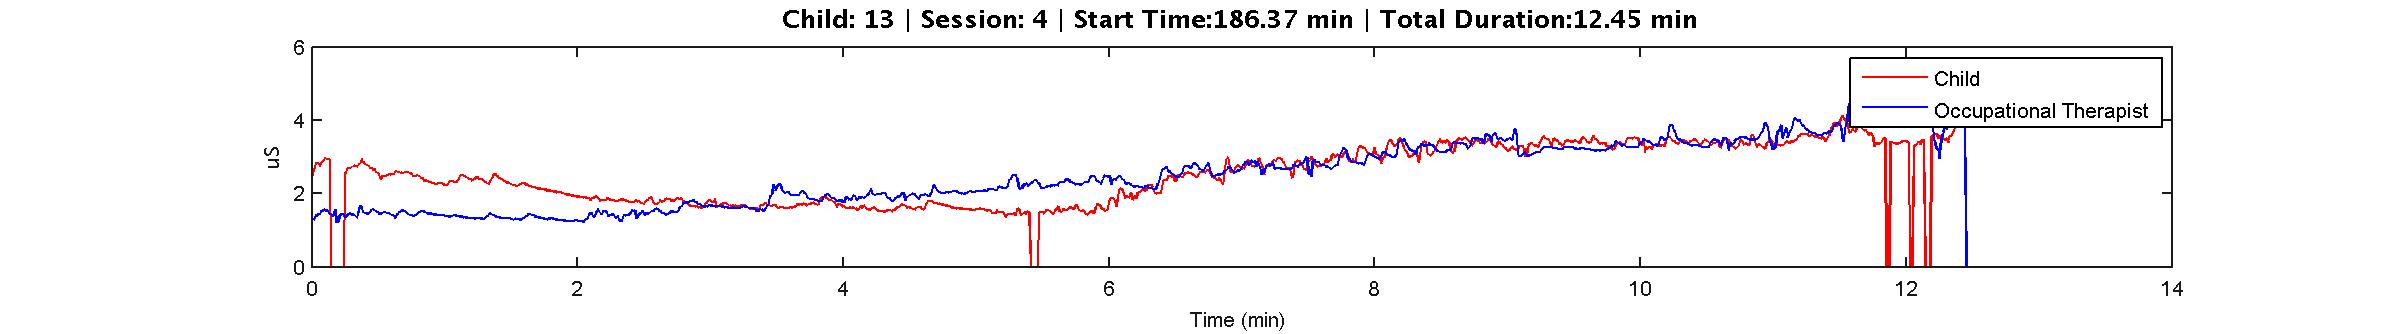 Child: 13 | Session: 4 | Start Time:186.37 min | Total Duration:12.45 min
6
4
2
0
uS
Child
Occupational Therapist
0 2 4 6 8 10 12 14
Time (min)